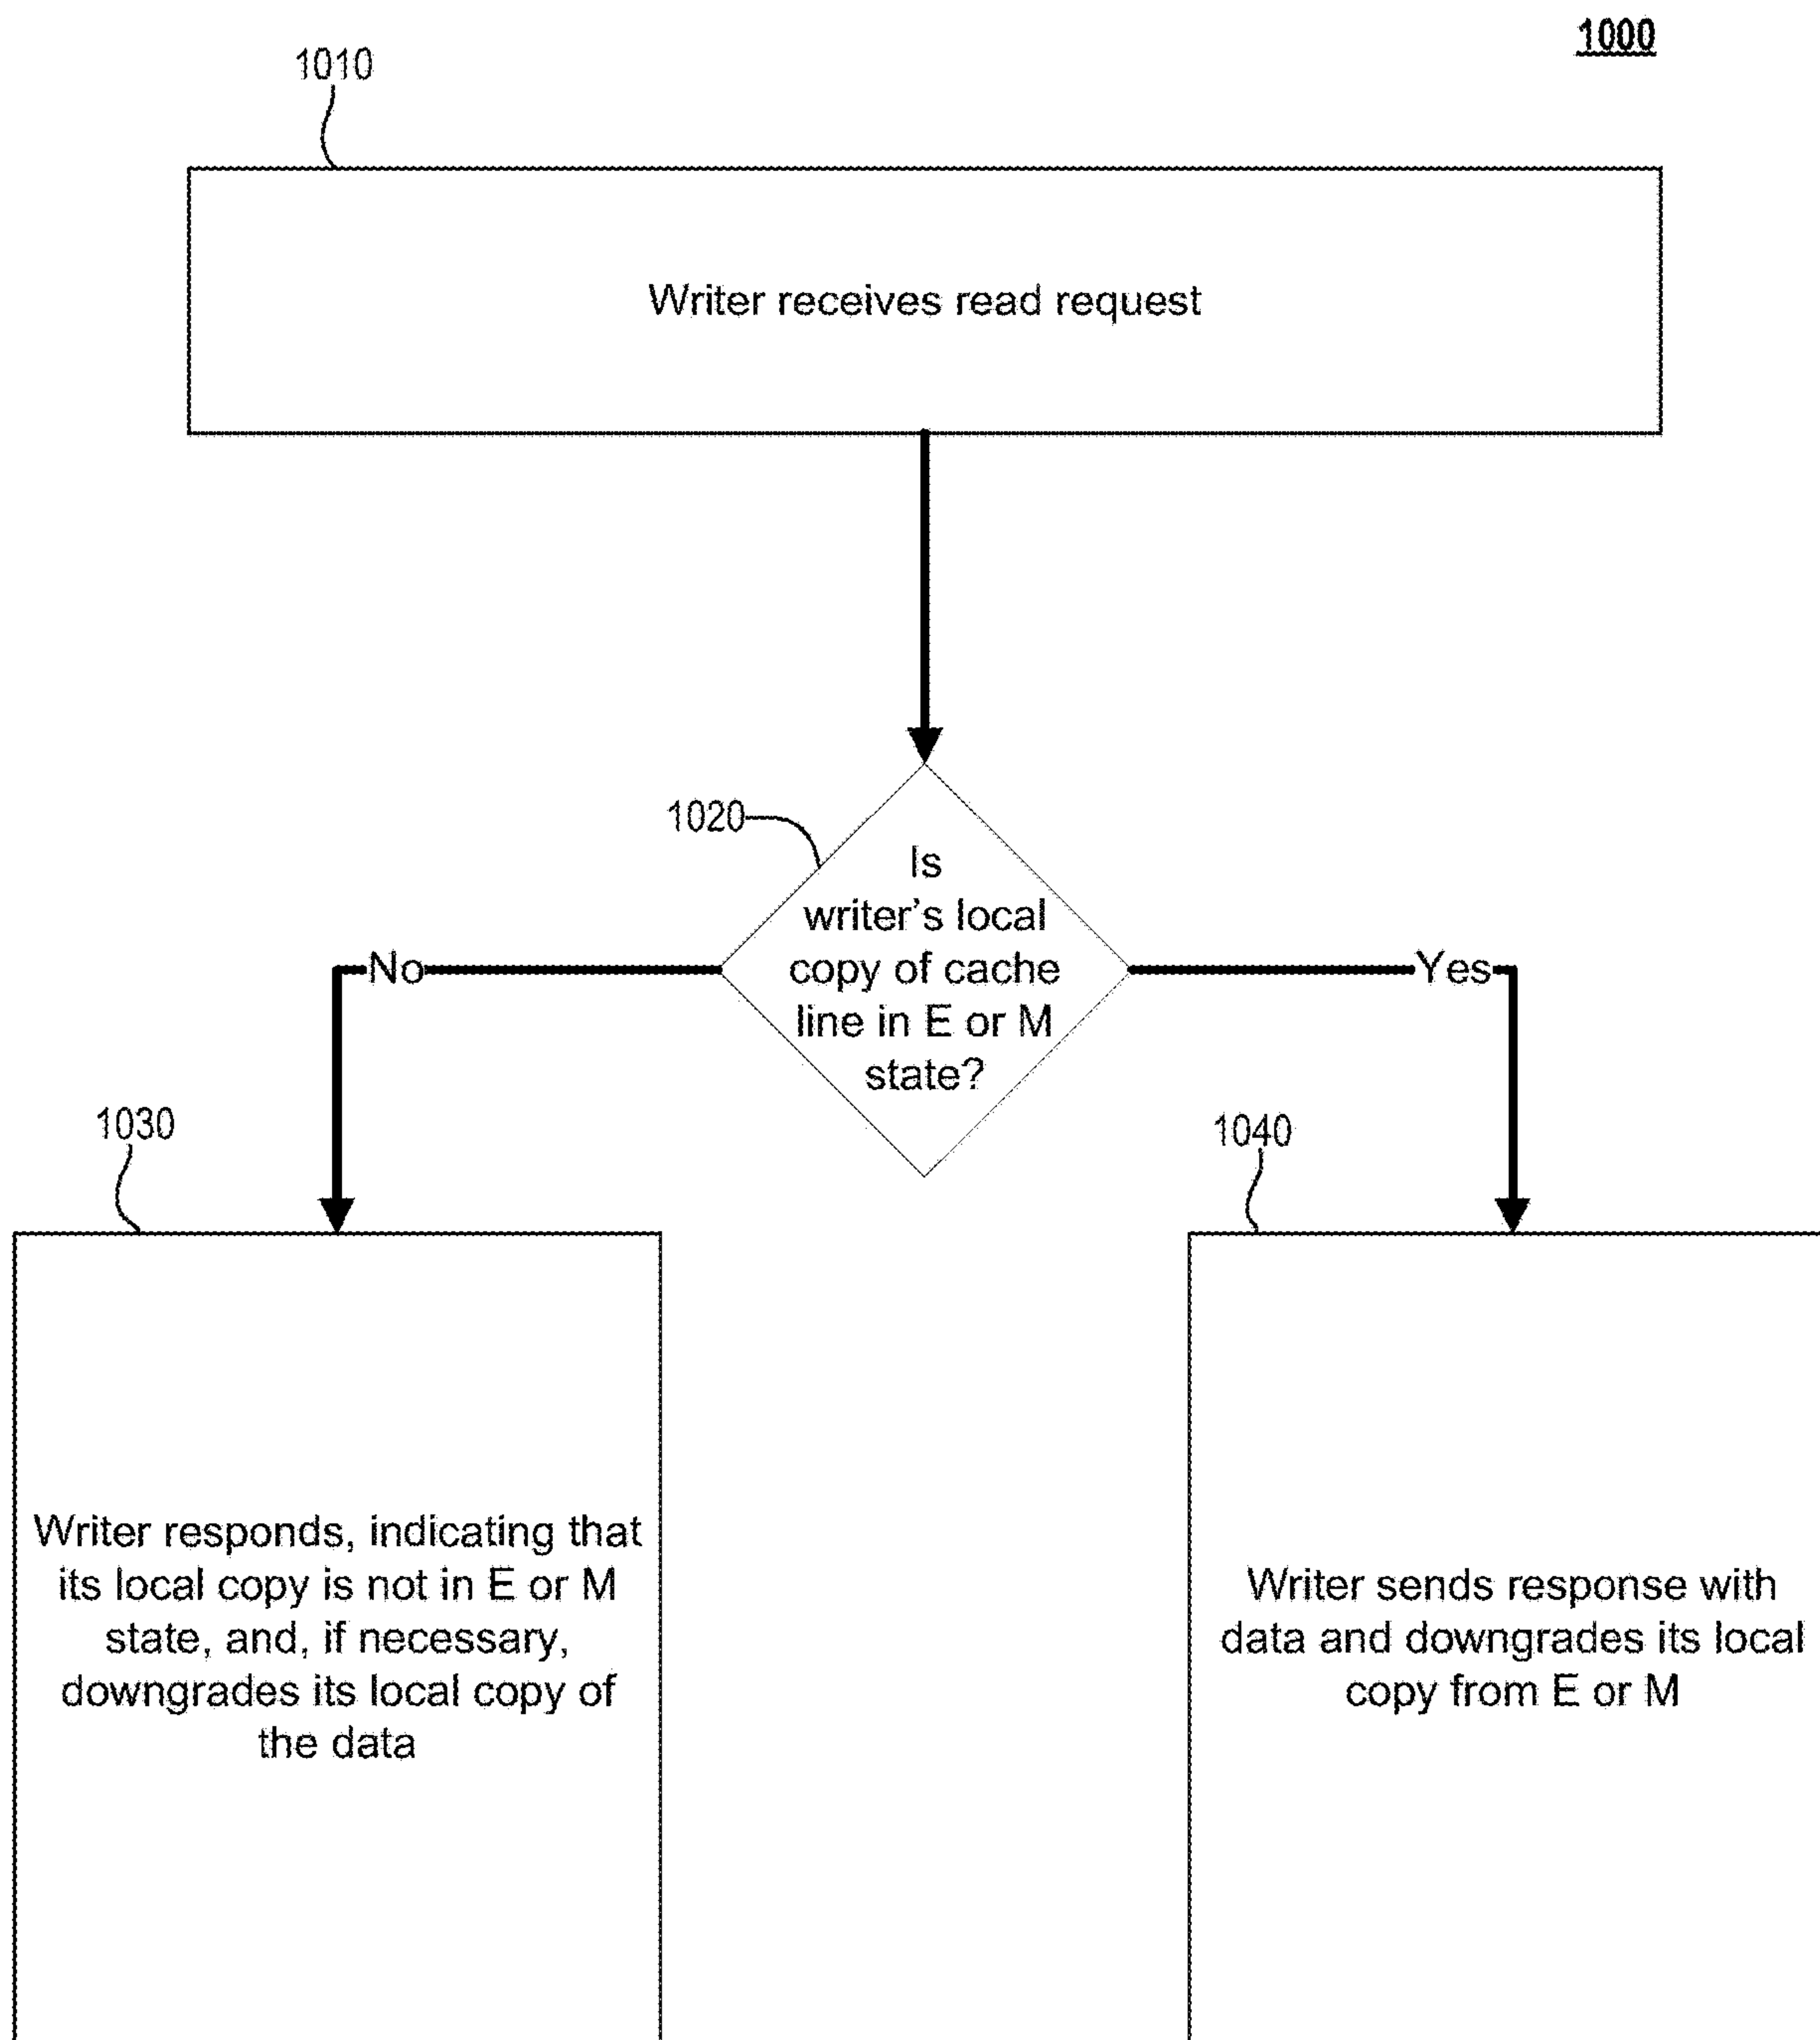 1000
1010
Writer receives read request
1020
Is
writer's local
copy of cache
line in E or M
state?
No
Yes
1030
1040
Writer responds, indicating that
its local copy is not in E or M
state, and, if necessary,
downgrades its local copy of
the data
Writer sends response with
data and downgrades its local
copy from E or M